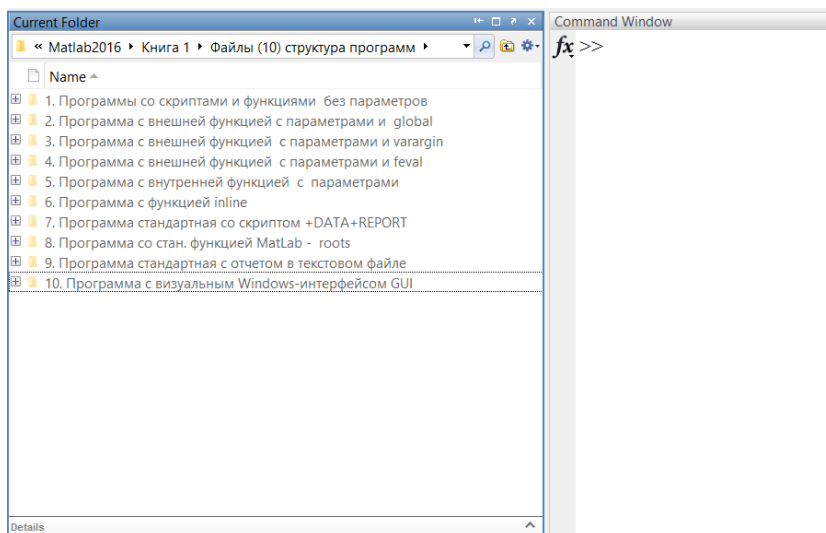 Current Folder
« Matlab2016 ▸ Книга 1 ▸ Файлы (10) структура программ ▸
Name
1. Программы со скриптами и функциями без параметров
2. Программа с внешней функцией с параметрами и global
3. Программа с внешней функцией с параметрами и varargin
4. Программа с внешней функцией с параметрами и feval
5. Программа с внутренней функцией с параметрами
6. Программа с функцией inline
7. Программа стандартная со скриптом +DATA+REPORT
8. Программа со стан. функцией MatLab - roots
9. Программа стандартная с отчетом в текстовом файле
10. Программа с визуальным Windows-интерфейсом GUI
Details
Command Window
fx >>